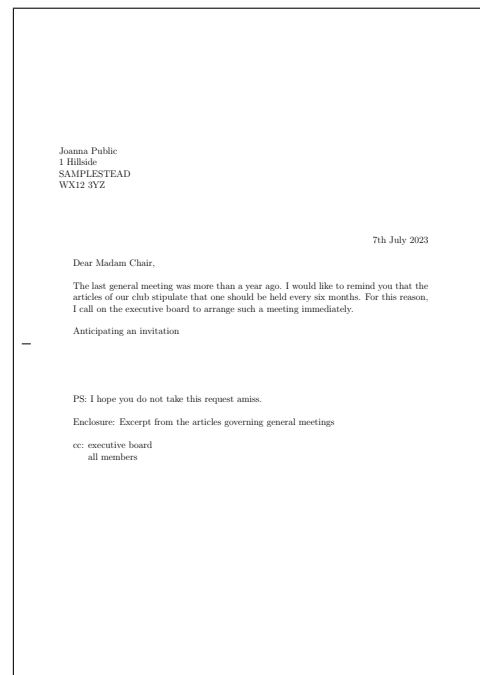 Joanna Public
1 Hillside
SAMPLESTEAD
WX12 3YZ
7th July 2023
Dear Madam Chair,
The last general meeting was more than a year ago. I would like to remind you that the
articles of our club stipulate that one should be held every six months. For this reason,
I call on the executive board to arrange such a meeting immediately.
Anticipating an invitation
PS: I hope you do not take this request amiss.
Enclosure: Excerpt from the articles governing general meetings
cc: executive board
all members